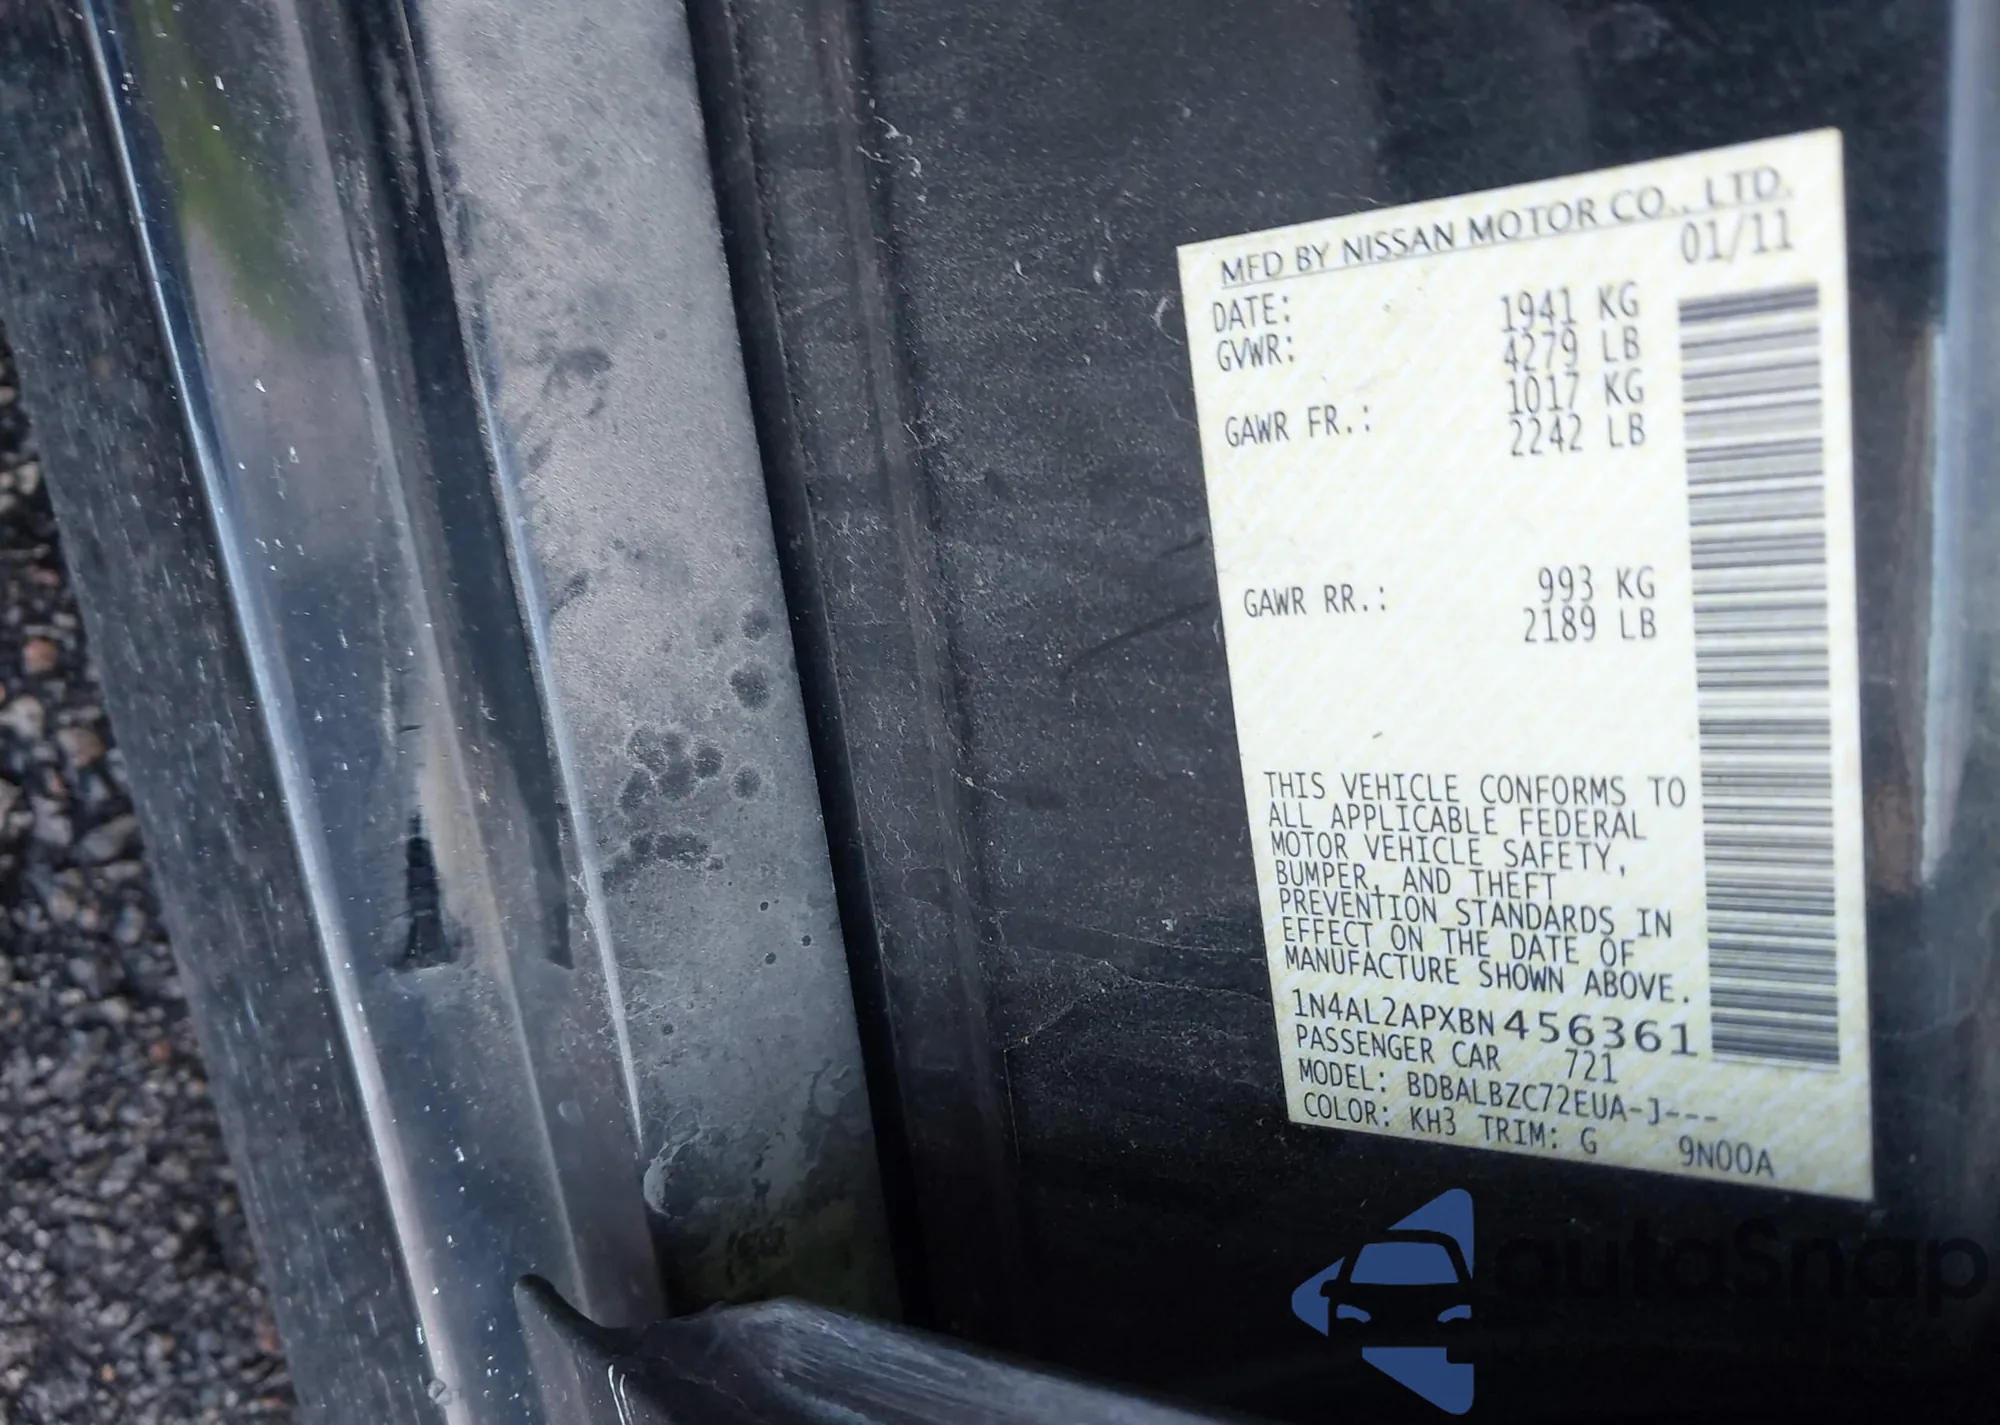 MFD BY NISSAN MOTOR CO., LTD.
DATE: 01/11
GVWR: 1941 KG
4279 LB
GAWR FR.: 1017 KG
2242 LB
GAWR RR.: 993 KG
2189 LB
THIS VEHICLE CONFORMS TO
ALL APPLICABLE FEDERAL
MOTOR VEHICLE SAFETY,
BUMPER, AND THEFT
PREVENTION STANDARDS IN
EFFECT ON THE DATE OF
MANUFACTURE SHOWN ABOVE.
1N4AL2APXBN456361
PASSENGER CAR 721
MODEL: BDBALBZC72EUA-J---
COLOR: KH3 TRIM: G 9N00A
autoSnap